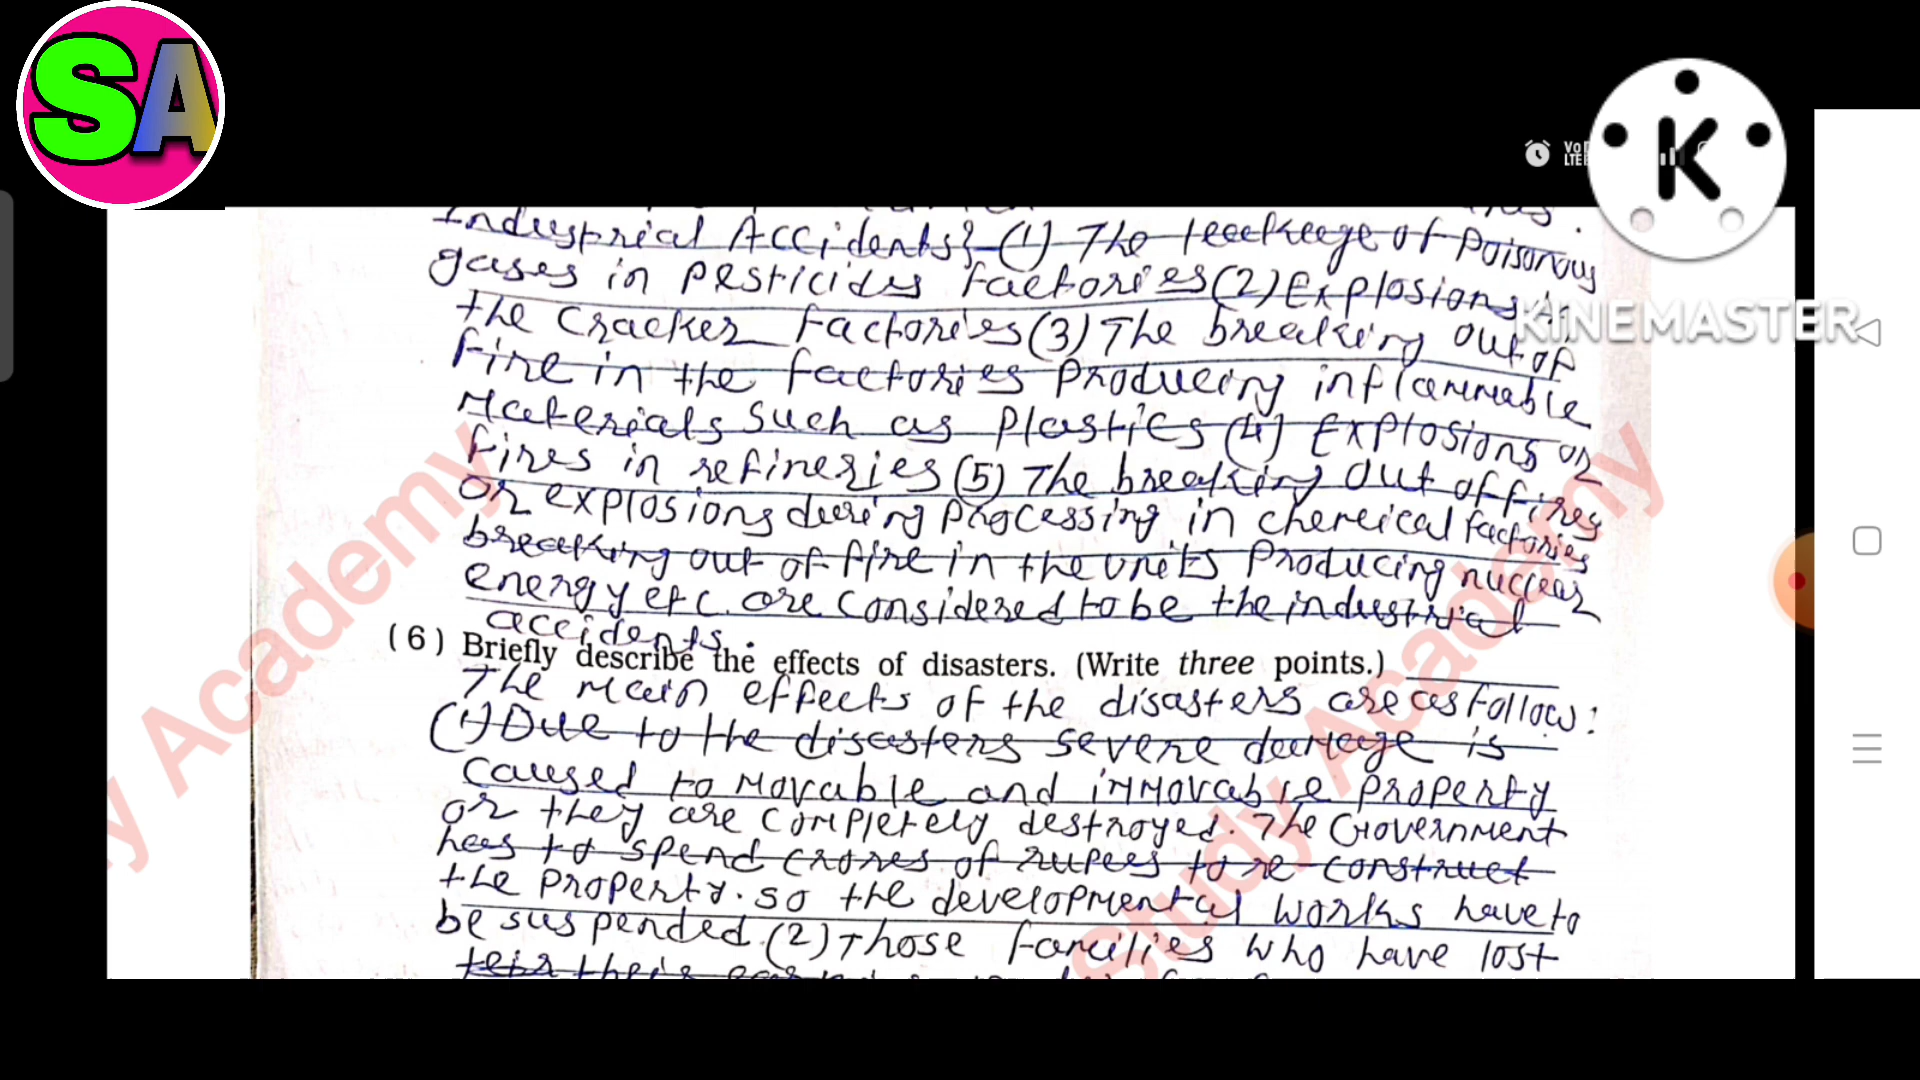 SA
K
KINEMASTER
Industrial Accidents} (1) The leakage of Poisonous
gases in pesticides factories (2) Explosions in
the cracker factories (3) The breaking out of
fire in the factories Producing inflammable
Materials Such as Plastics (4) Explosions or
fires in refineries (5) The breaking out of fires
or explosions during Processing in chemical factories
breaking out of fire in the units Producing nuclear
energy etc. are considered to be the industrial
accidents.
(6) Briefly describe the effects of disasters. (Write three points.)
The Main effects of the disasters are as follow:
(1) Due to the disasters severe damage is
caused to Movable and immovable property
or they are completely destroyed. The Government
has to spend crores of rupees to re-construct
the property. so the developmental works have to
be suspended. (2) Those families who have lost
Academy
y Academy
Study Academy